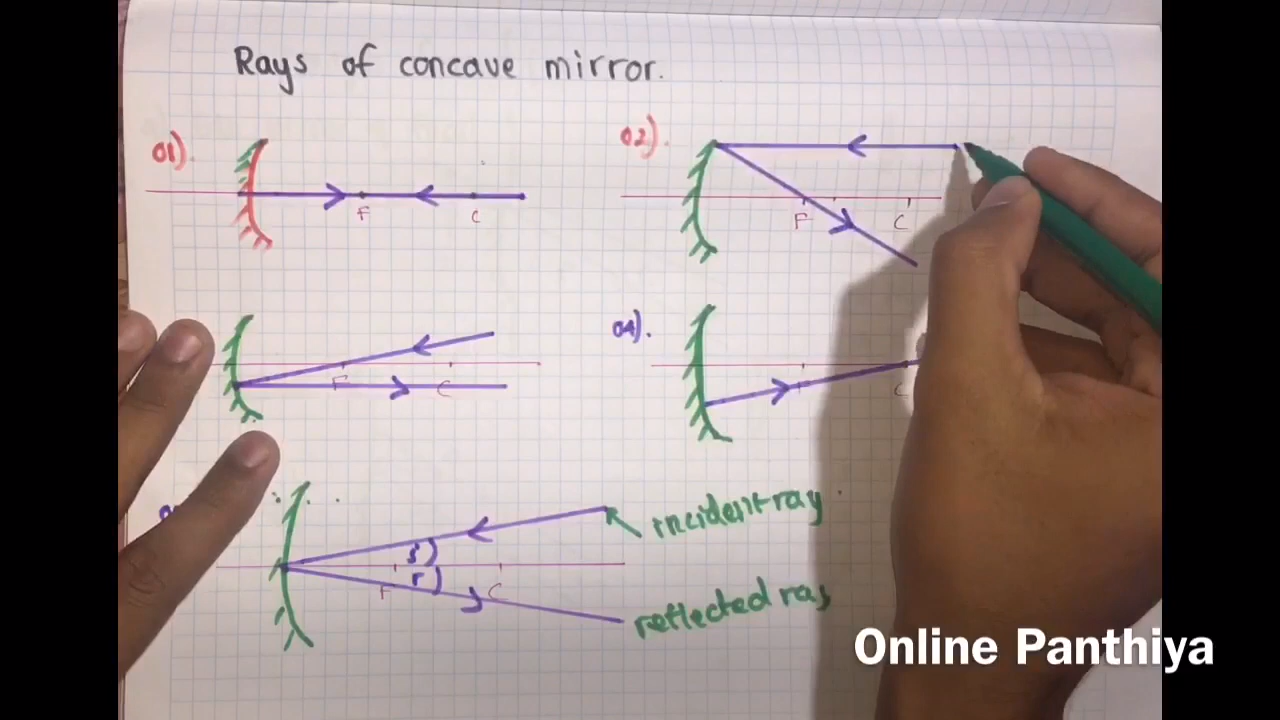 Rays of concave mirror.
01).
F
C
02).
F
C
F
C
04).
C
incident ray
i
r
F
C
reflected ray
Online Panthiya